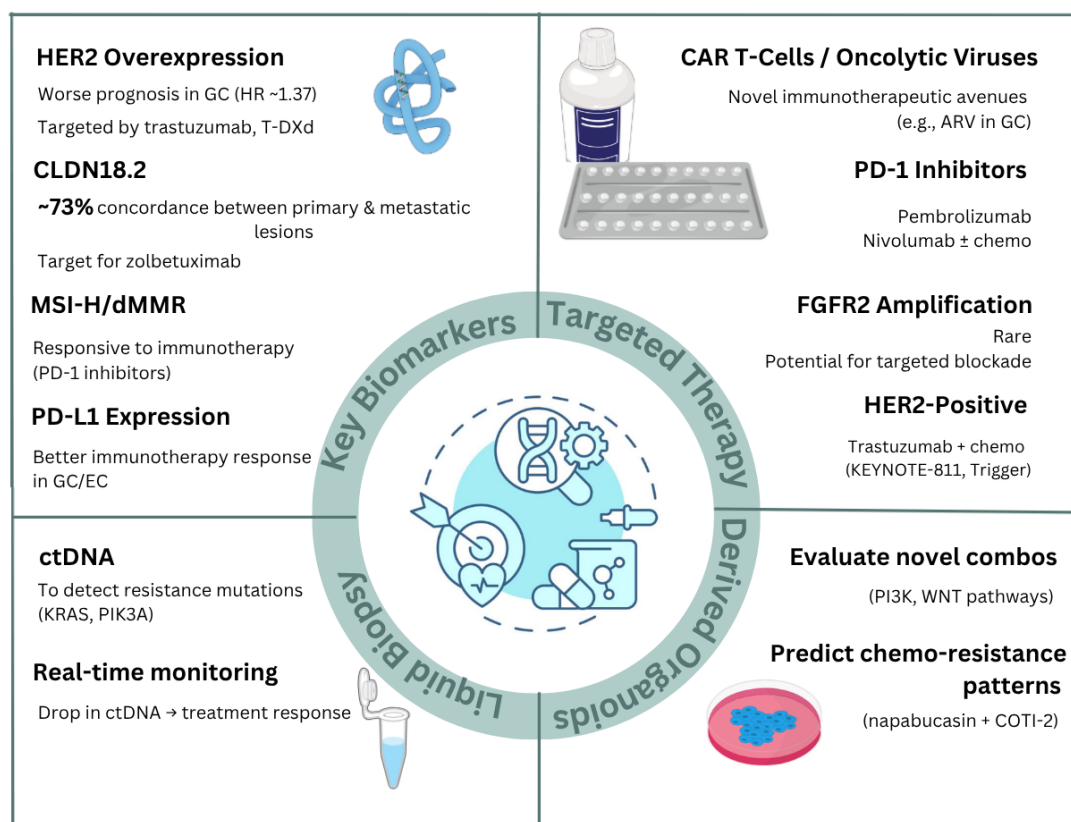 HER2 Overexpression
Worse prognosis in GC (HR ~1.37)
Targeted by trastuzumab, T-DXd
CLDN18.2
~73% concordance between primary & metastatic
lesions
Target for zolbetuximab
MSI-H/dMMR
Responsive to immunotherapy
(PD-1 inhibitors)
PD-L1 Expression
Better immunotherapy response
in GC/EC
Key Biomarkers
CAR T-Cells / Oncolytic Viruses
Novel immunotherapeutic avenues
(e.g., ARV in GC)
PD-1 Inhibitors
Pembrolizumab
Nivolumab ± chemo
FGFR2 Amplification
Rare
Potential for targeted blockade
HER2-Positive
Trastuzumab + chemo
(KEYNOTE-811, Trigger)
Targeted Therapy
ctDNA
To detect resistance mutations
(KRAS, PIK3A)
Real-time monitoring
Drop in ctDNA → treatment response
Liquid Biopsy
Evaluate novel combos
(PI3K, WNT pathways)
Predict chemo-resistance
patterns
(napabucasin + COTI-2)
Derived Organoids